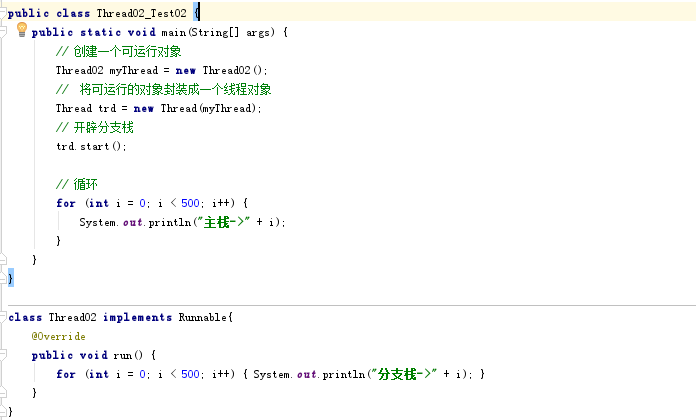 public class Thread02_Test02 {
public static void main(String[] args) {
// 创建一个可运行对象
Thread02 myThread = new Thread02();
//  将可运行的对象封装成一个线程对象
Thread trd = new Thread(myThread);
// 开辟分支栈
trd.start();
// 循环
for (int i = 0; i < 500; i++) {
System.out.println("主栈->" + i);
}
}
}
class Thread02 implements Runnable{
@Override
public void run() {
for (int i = 0; i < 500; i++) { System.out.println("分支栈->" + i); }
}
}